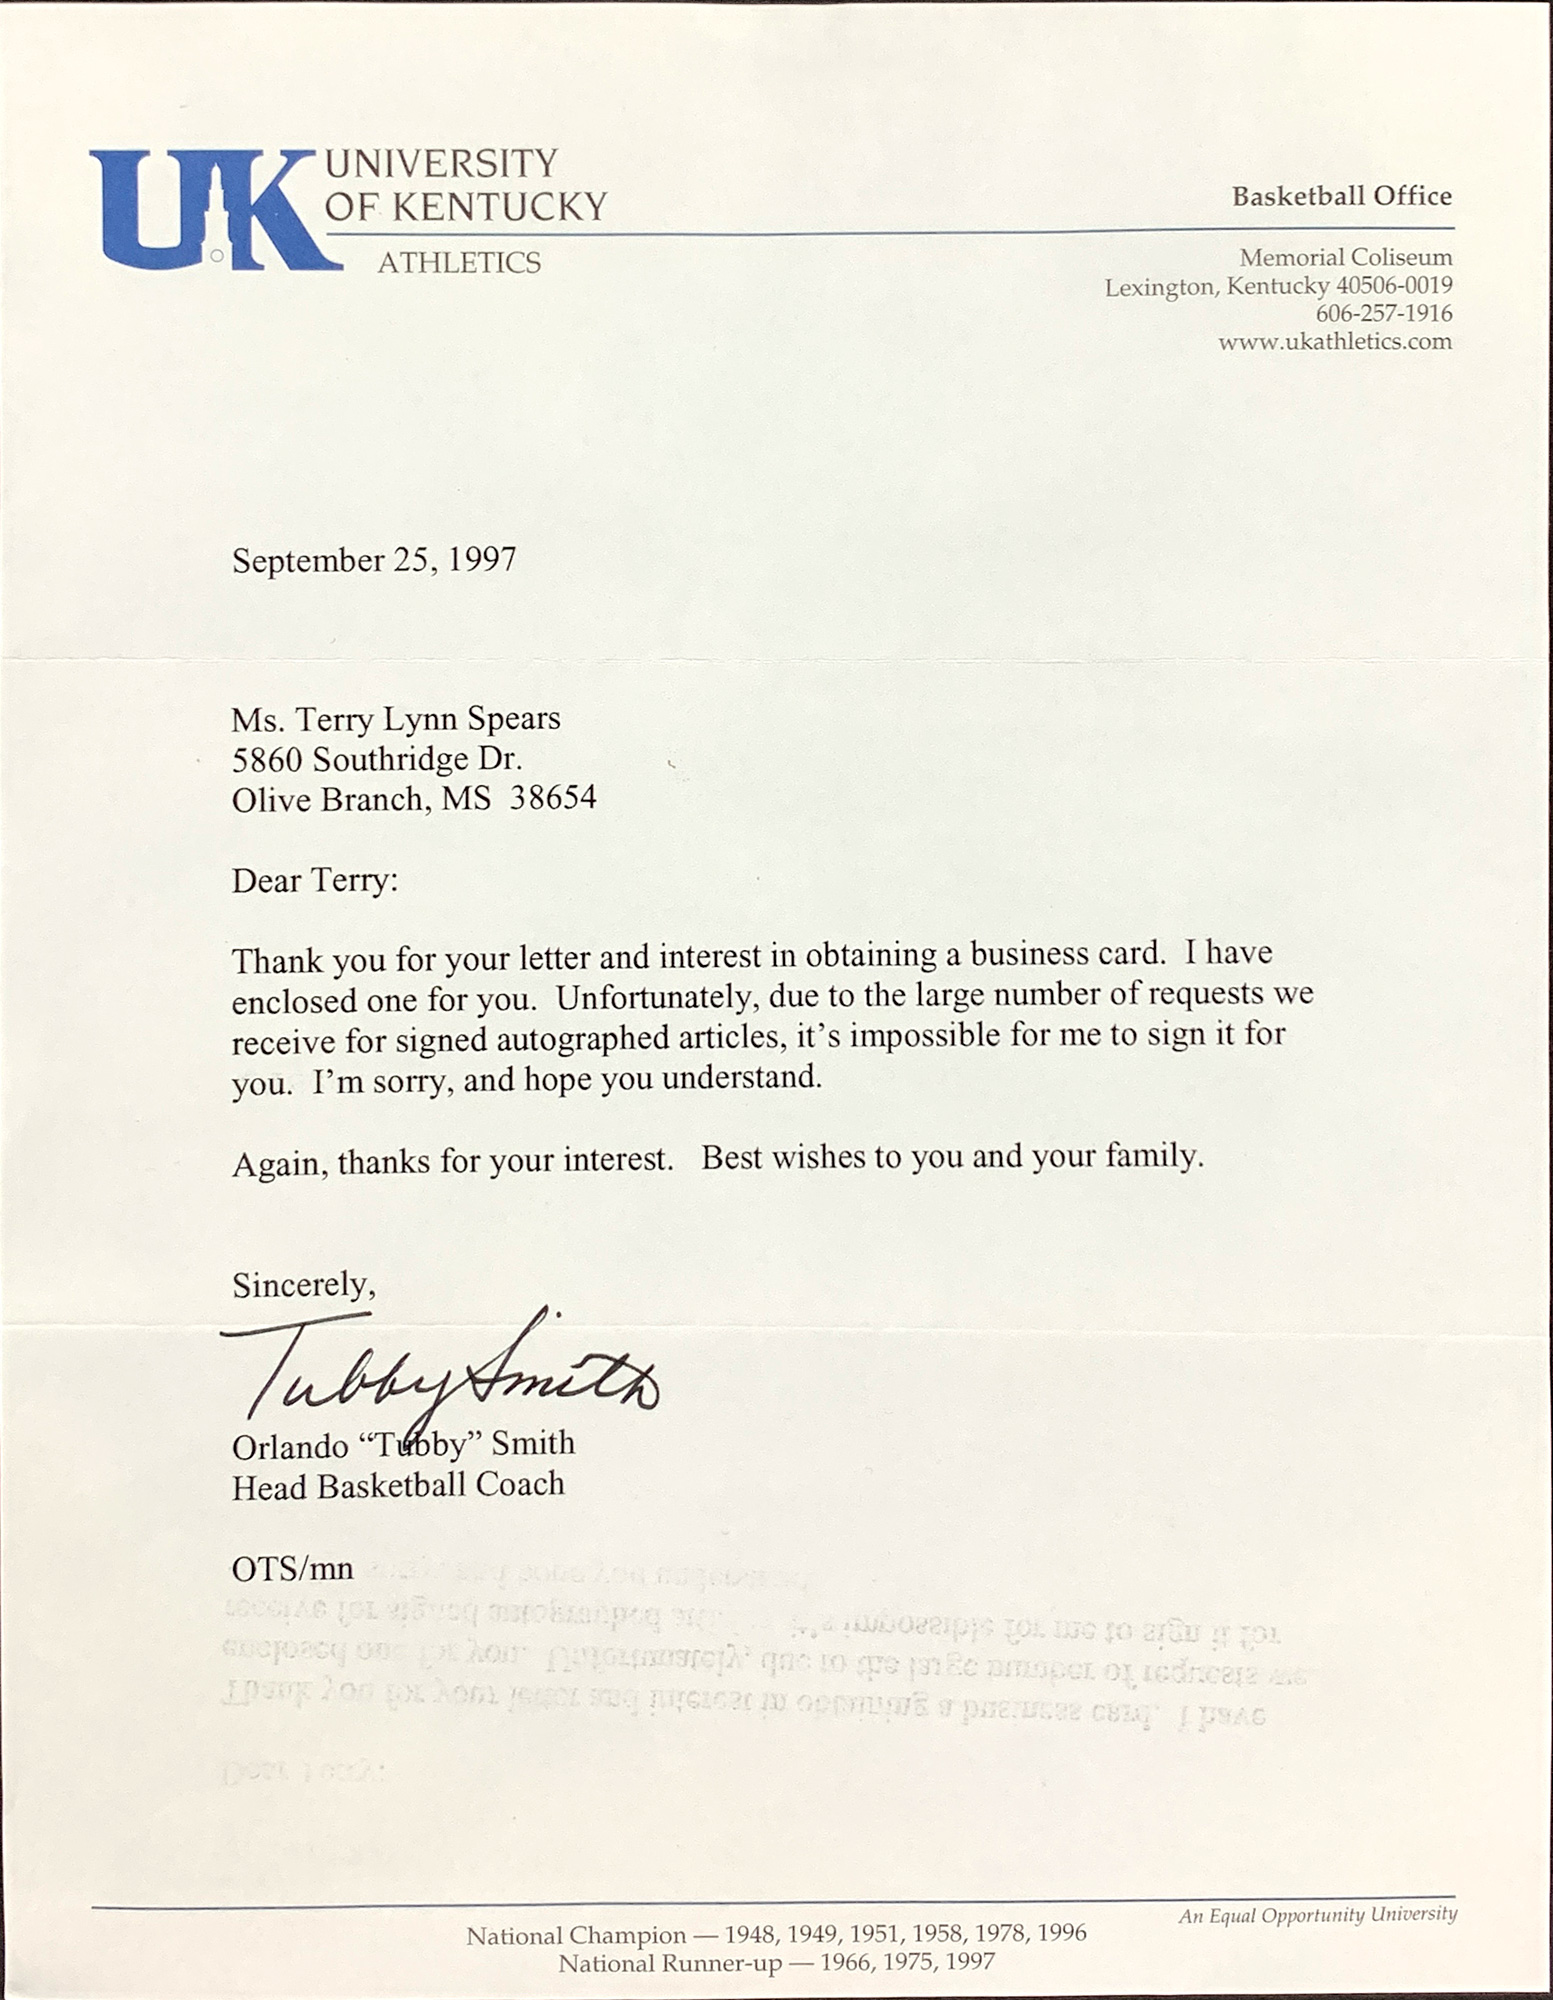 UK UNIVERSITY
OF KENTUCKY
ATHLETICS
Basketball Office
Memorial Coliseum
Lexington, Kentucky 40506-0019
606-257-1916
www.ukathletics.com
September 25, 1997
Ms. Terry Lynn Spears
5860 Southridge Dr.
Olive Branch, MS  38654
Dear Terry:
Thank you for your letter and interest in obtaining a business card.  I have
enclosed one for you.  Unfortunately, due to the large number of requests we
receive for signed autographed articles, it’s impossible for me to sign it for
you.  I’m sorry, and hope you understand.
Again, thanks for your interest.   Best wishes to you and your family.
Sincerely,
Tubby Smith
Orlando “Tubby” Smith
Head Basketball Coach
OTS/mn
An Equal Opportunity University
National Champion — 1948, 1949, 1951, 1958, 1978, 1996
National Runner-up — 1966, 1975, 1997